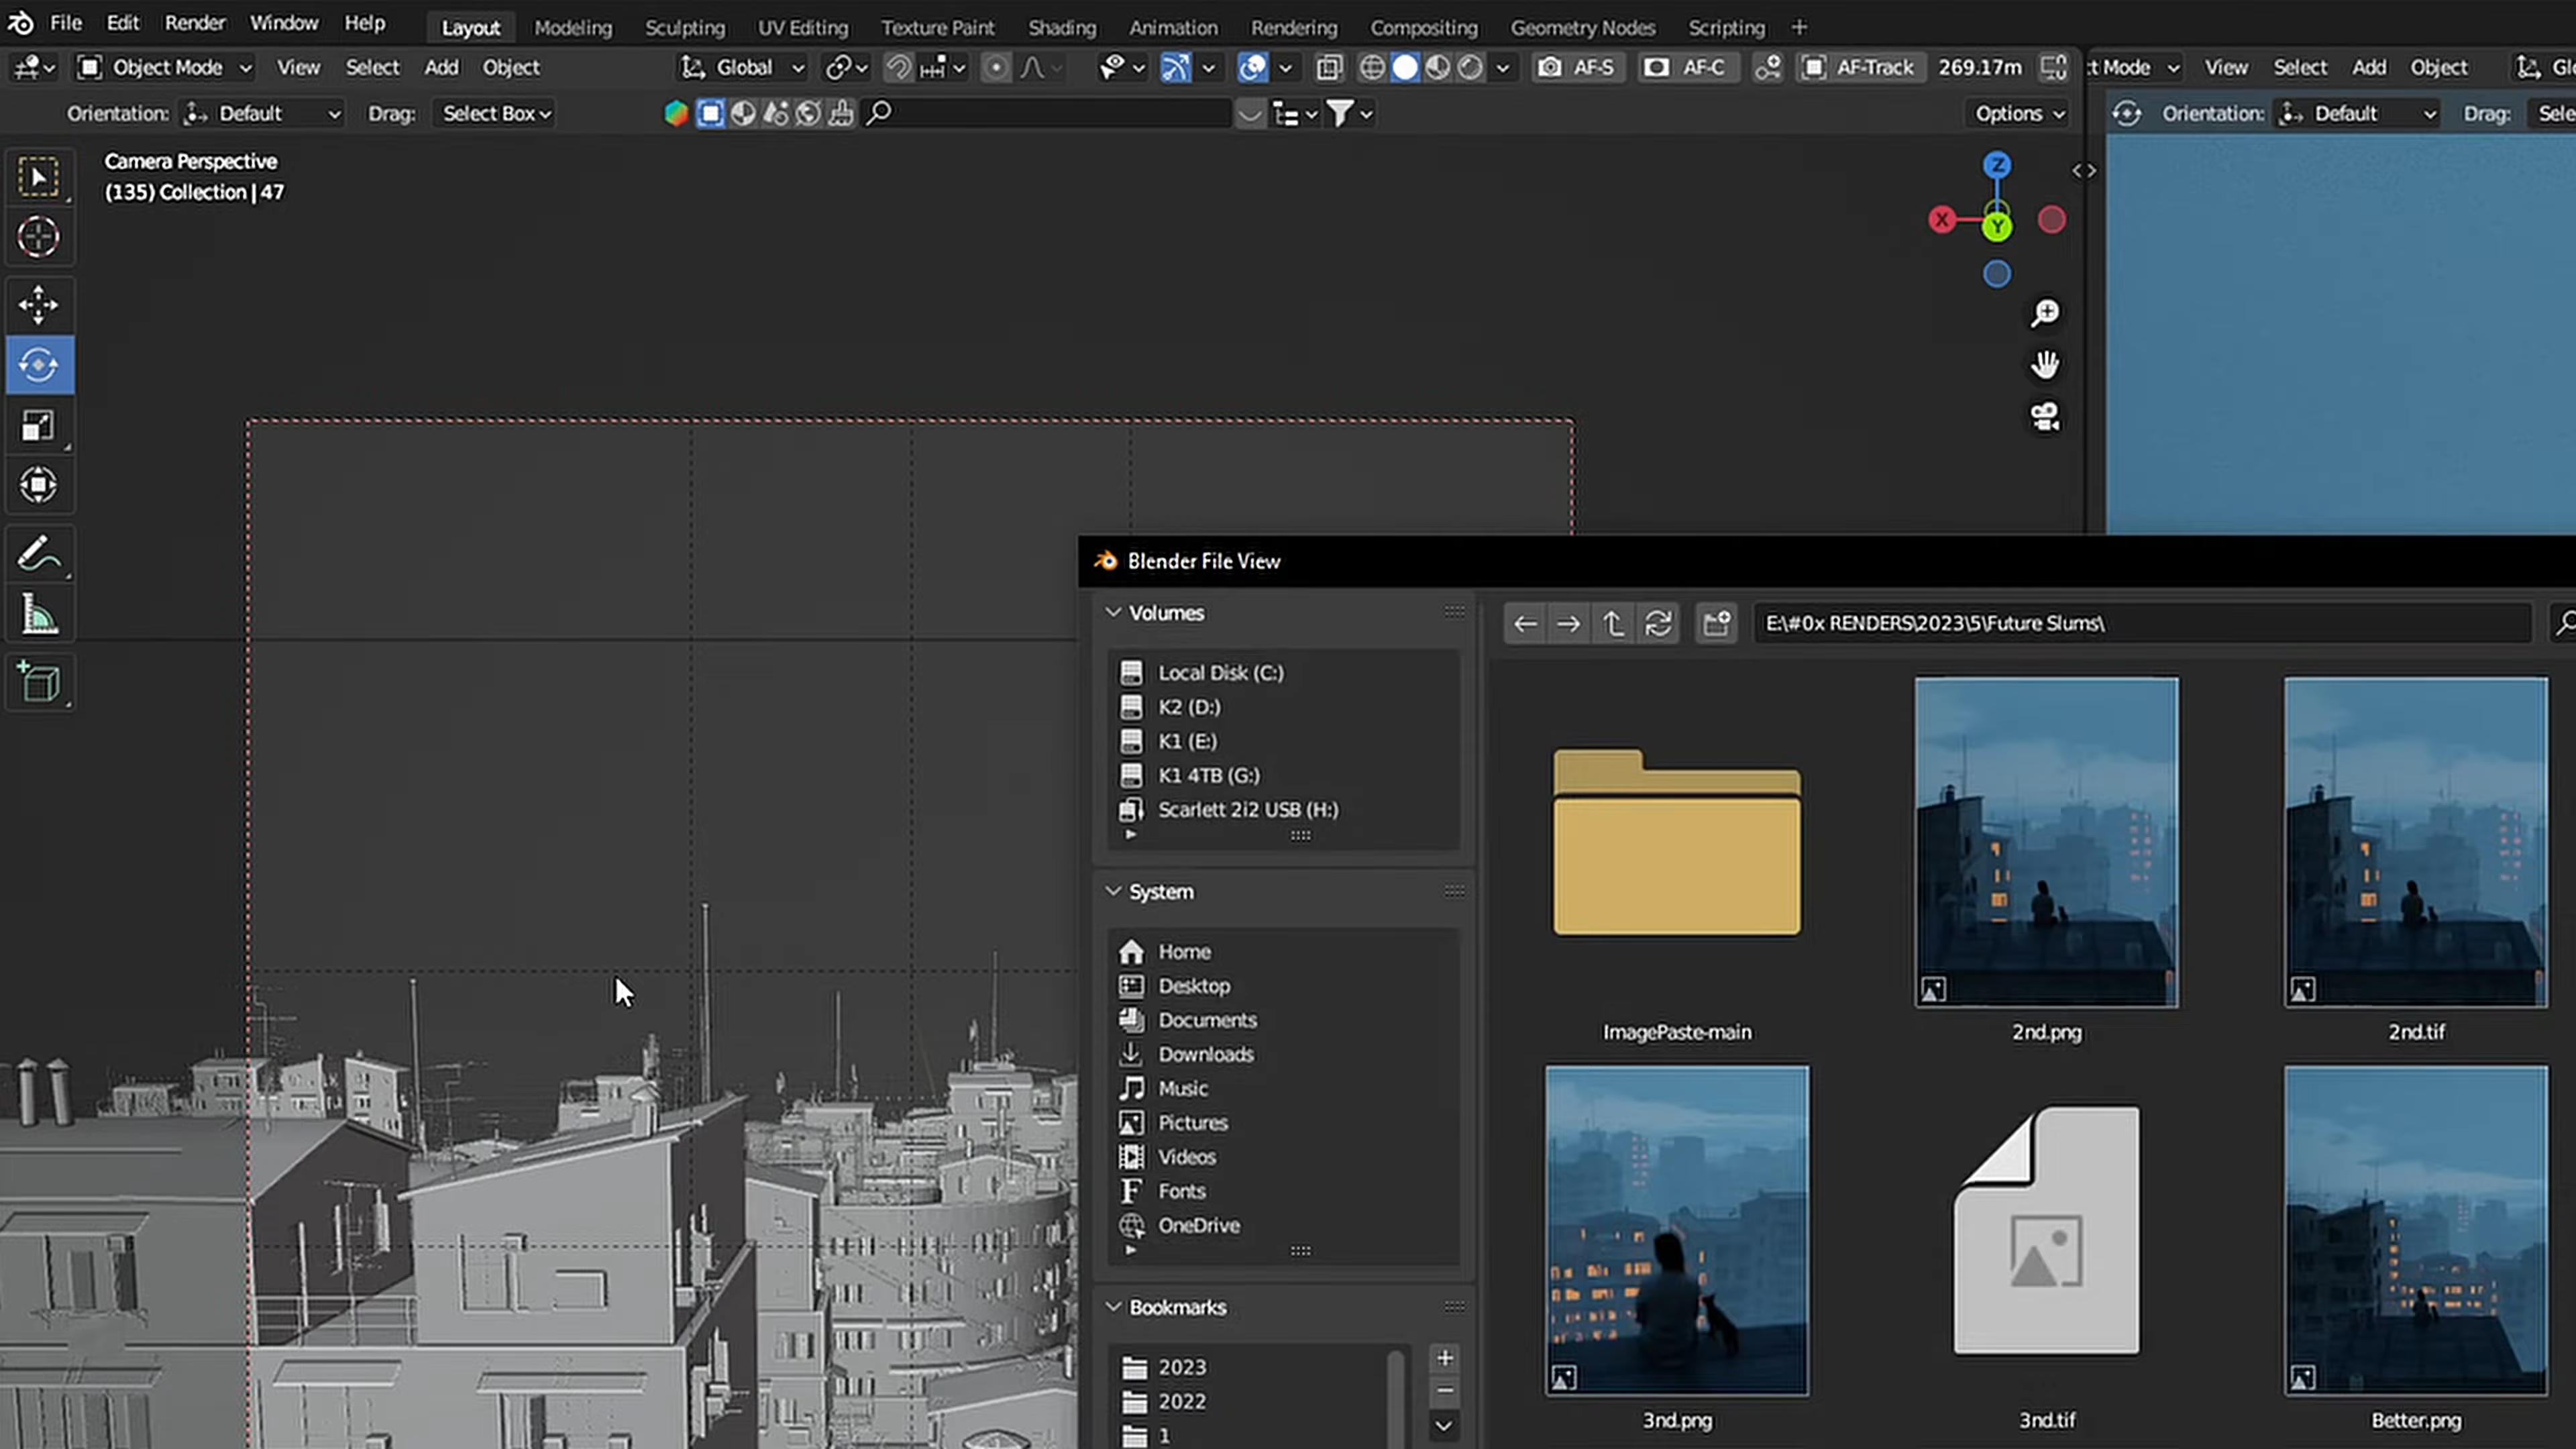 File Edit Render Window Help Layout Modeling Sculpting UV Editing Texture Paint Shading Animation Rendering Compositing Geometry Nodes Scripting +
Object Mode View Select Add Object Global AF-S AF-C AF-Track 269.17m t Mode View Select Add Object
Orientation: Default Drag: Select Box Options Orientation: Default Drag:
Camera Perspective
(135) Collection | 47
Z
X
Y
Blender File View
Volumes
E:\#0x RENDERS\2023\5\Future Slums\
Local Disk (C:)
K2 (D:)
K1 (E:)
K1 4TB (G:)
Scarlett 2i2 USB (H:)
System
Home
Desktop
Documents
Downloads
Music
Pictures
Videos
Fonts
OneDrive
Bookmarks
2023
2022
1
ImagePaste-main 2nd.png 2nd.tif
3nd.png 3nd.tif Better.png